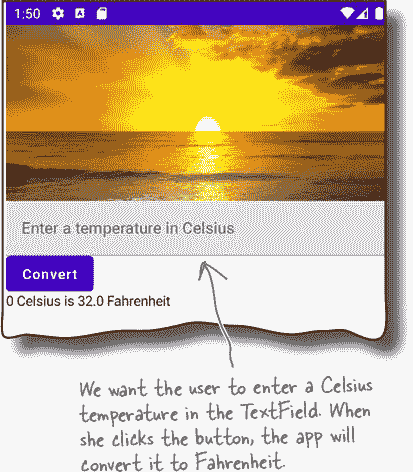 1:50
Enter a temperature in Celsius
Convert
0 Celsius is 32.0 Fahrenheit
We want the user to enter a Celsius
temperature in the TextField. When
she clicks the button, the app will
convert it to Fahrenheit.